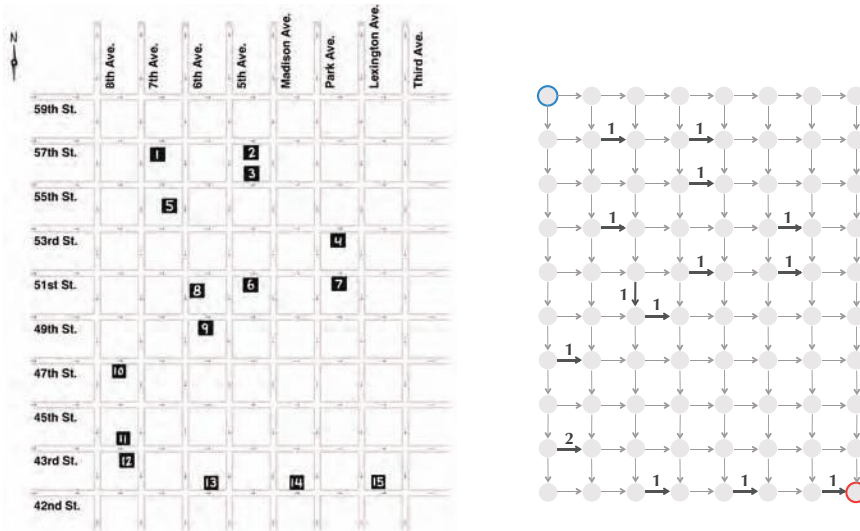 N
8th Ave.
7th Ave.
6th Ave.
5th Ave.
Madison Ave.
Park Ave.
Lexington Ave.
Third Ave.
59th St.
57th St.
1
2
3
55th St.
5
53rd St.
4
51st St.
8
6
7
49th St.
9
47th St.
10
45th St.
11
43rd St.
12
13
14
15
42nd St.
1 1
1
1 1
1 1
1
1
1
2
1 1 1